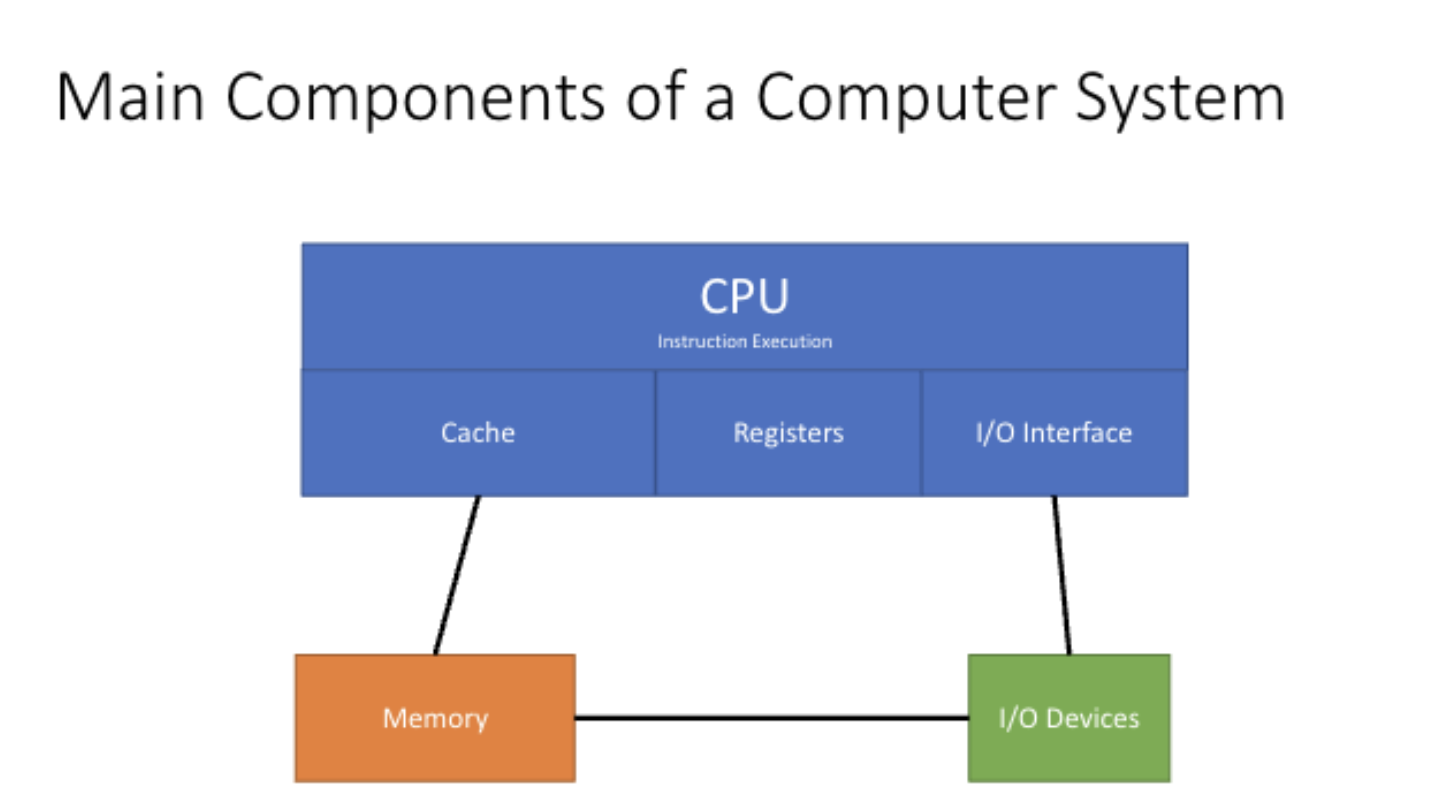 Main Components of a Computer System
CPU
Instruction Execution
Cache
Registers
I/O Interface
Memory
I/O Devices